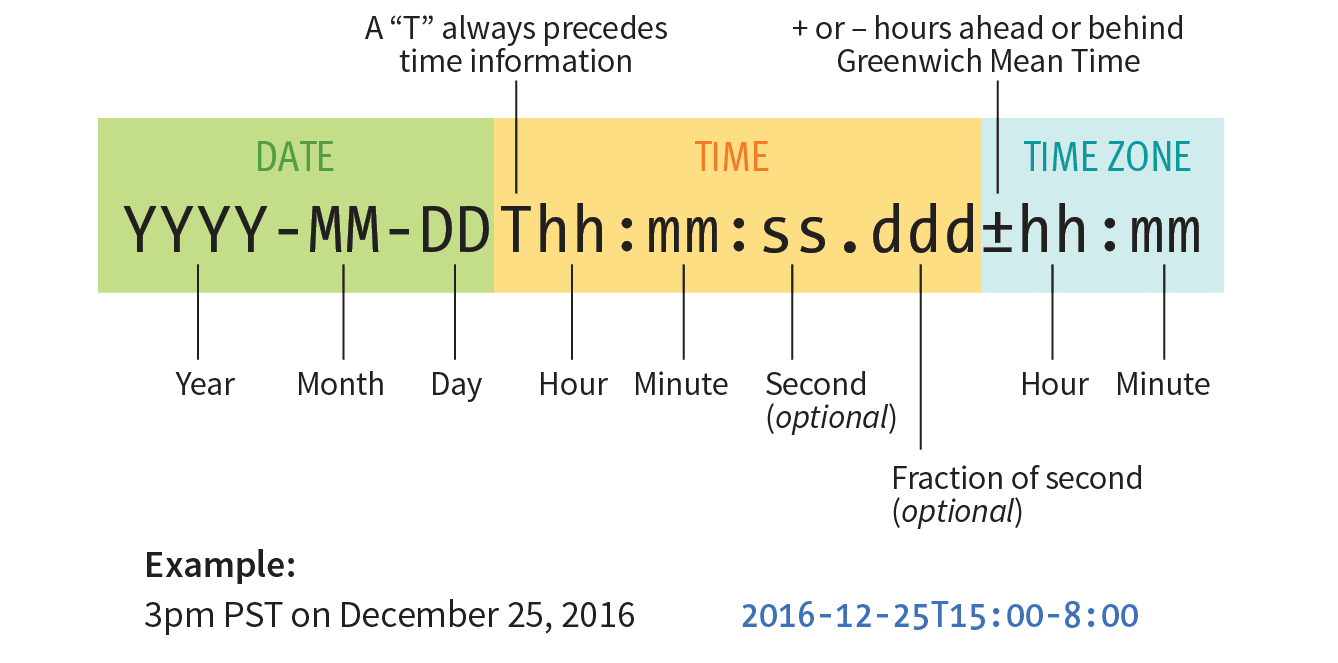 A “T” always precedes
time information
+ or – hours ahead or behind
Greenwich Mean Time
DATE
TIME
TIME ZONE
YYYY-MM-DDThh:mm:ss.ddd±hh:mm
Year
Month
Day
Hour
Minute
Second
(optional)
Hour
Minute
Fraction of second
(optional)
Example:
3pm PST on December 25, 2016
2016-12-25T15:00-8:00